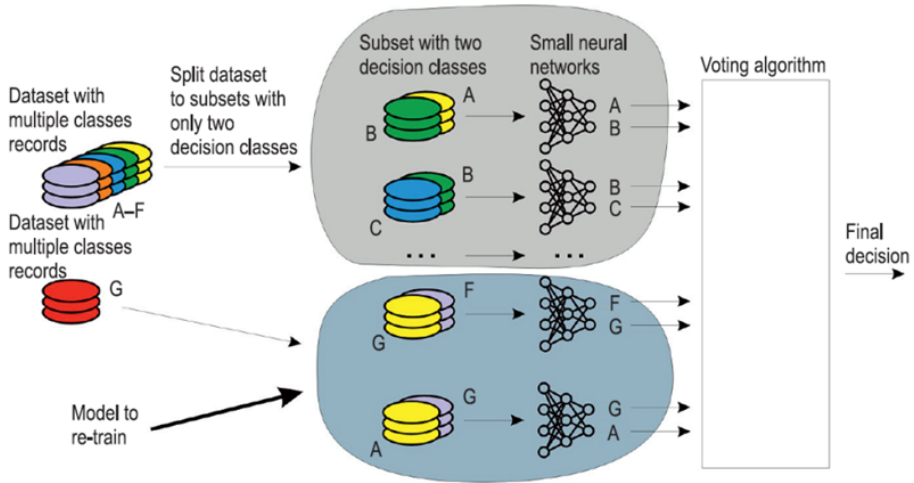 Dataset with
multiple classes
records
A–F
Dataset with
multiple classes
records
G
Split dataset
to subsets with
only two
decision classes
Model to
re-train
Subset with two
decision classes
Small neural
networks
A
B
A
B
B
C
B
C
...
...
F
G
F
G
G
A
G
A
Voting algorithm
Final
decision